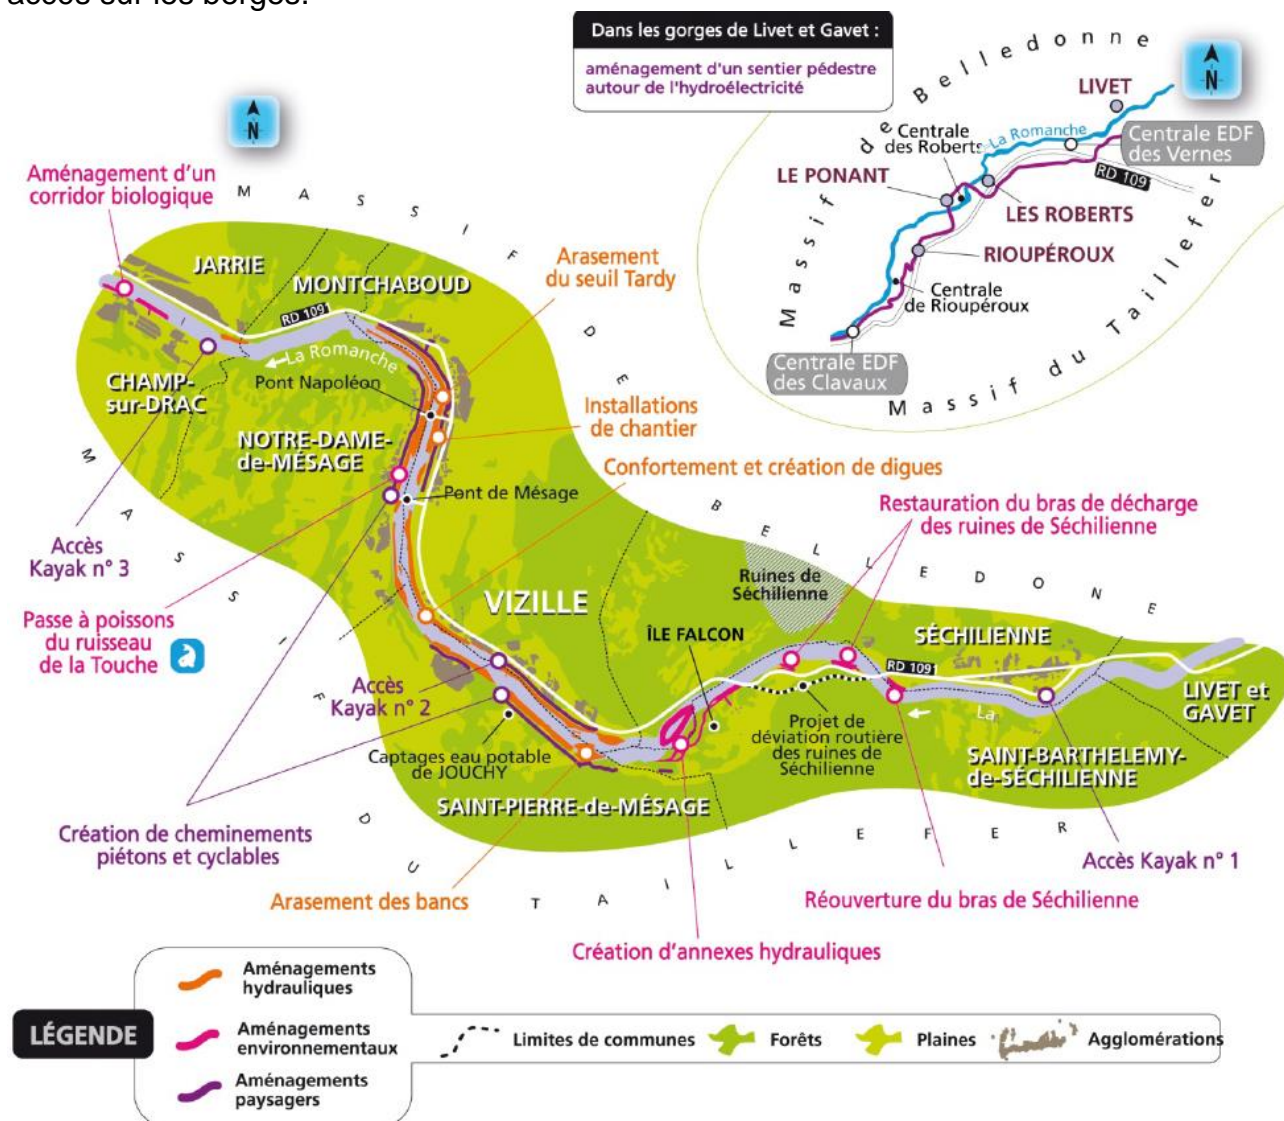 accès sur les berges.
Dans les gorges de Livet et Gavet :
aménagement d'un sentier pédestre
autour de l'hydroélectricité
N
N
Massif de Belledonne
LIVET
La Romanche
Centrale
des Roberts
Centrale EDF
des Vernes
RD 109
LE PONANT
LES ROBERTS
RIOUPÉROUX
Centrale
de Rioupéroux
Centrale EDF
des Clavaux
Massif du Taillefer
Aménagement d'un
corridor biologique
MASSIF DE BELLEDONE
JARRIE
MONTCHABOUD
RD 1091
La Romanche
Arasement
du seuil Tardy
CHAMP-
sur-DRAC
Pont Napoléon
Installations
de chantier
NOTRE-DAME-
de-MÉSAGE
Confortement et création de digues
Pont de Mésage
Restauration du bras de décharge
des ruines de Séchilienne
Accès
Kayak n° 3
Ruines de
Séchilienne
Passe à poissons
du ruisseau
de la Touche
VIZILLE
ÎLE FALCON
SÉCHILIENNE
RD 1091
Accès
Kayak n° 2
LIVET et
GAVET
La
Projet de
déviation routière
des ruines de
Séchilienne
Captages eau potable
de JOUCHY
SAINT-BARTHELEMY-
de-SÉCHILIENNE
SAINT-PIERRE-de-MÉSAGE
MASSIF DU TAILLEFER
Création de cheminements
piétons et cyclables
Accès Kayak n° 1
Arasement des bancs
Réouverture du bras de Séchilienne
Création d'annexes hydrauliques
LÉGENDE
Aménagements
hydrauliques
Aménagements
environnementaux
Aménagements
paysagers
Limites de communes
Forêts
Plaines
Agglomérations